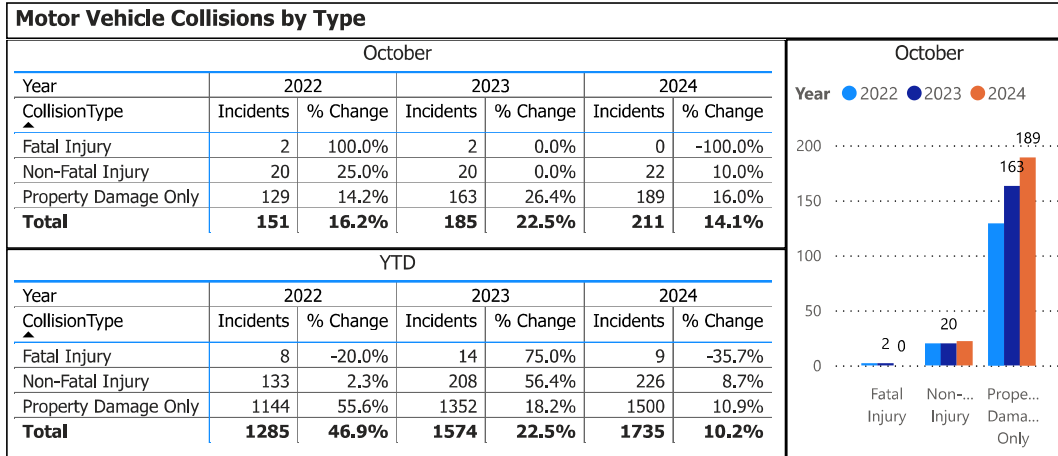 Motor Vehicle Collisions by Type
October
Year 2022 2023 2024
CollisionType Incidents % Change Incidents % Change Incidents % Change
Fatal Injury 2 100.0% 2 0.0% 0 -100.0%
Non-Fatal Injury 20 25.0% 20 0.0% 22 10.0%
Property Damage Only 129 14.2% 163 26.4% 189 16.0%
Total 151 16.2% 185 22.5% 211 14.1%
YTD
Year 2022 2023 2024
CollisionType Incidents % Change Incidents % Change Incidents % Change
Fatal Injury 8 -20.0% 14 75.0% 9 -35.7%
Non-Fatal Injury 133 2.3% 208 56.4% 226 8.7%
Property Damage Only 1144 55.6% 1352 18.2% 1500 10.9%
Total 1285 46.9% 1574 22.5% 1735 10.2%
October
Year 2022 2023 2024
189
200
163
150
100
50
20
2 0
0
Fatal Non-... Prope...
Injury Injury Dama...
Only